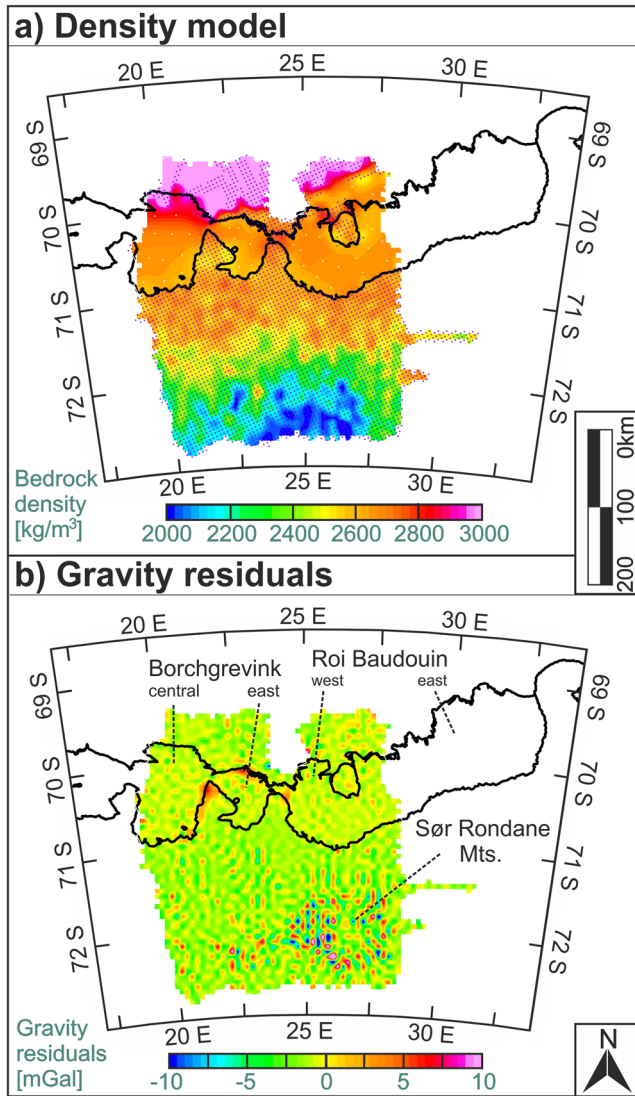 a) Density model
20 E 25 E 30 E
69 S 69 S
70 S 70 S
71 S 71 S
72 S 72 S
20 E 25 E 30 E
Bedrock
density
[kg/m³]
2000 2200 2400 2600 2800 3000
0km
100
200
b) Gravity residuals
20 E 25 E 30 E
Borchgrevink Roi Baudouin
central east west east
69 S 69 S
70 S 70 S
Sør Rondane
Mts.
71 S 71 S
72 S 72 S
20 E 25 E 30 E
Gravity
residuals
[mGal]
-10 -5 0 5 10
N